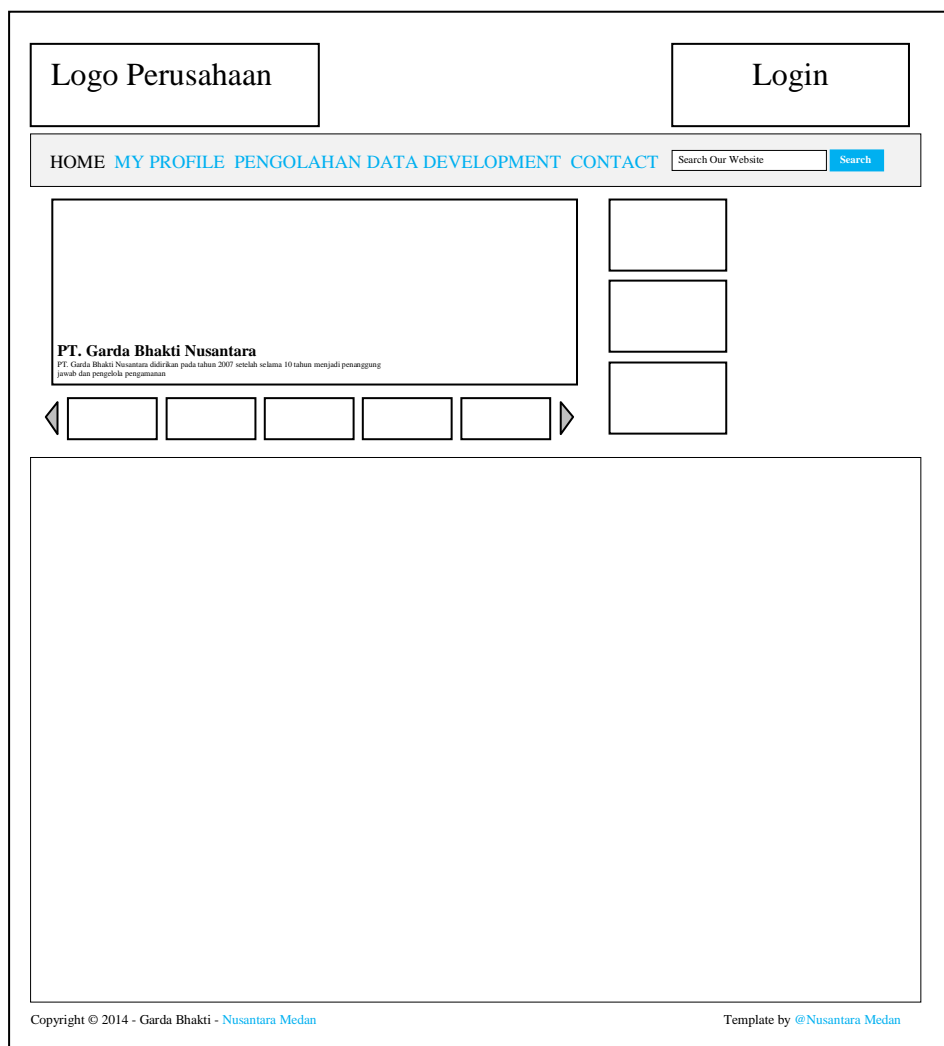 Logo Perusahaan
Login
HOME MY PROFILE PENGOLAHAN DATA DEVELOPMENT CONTACT
Search Our Website
Search
PT. Garda Bhakti Nusantara
PT. Garda Bhakti Nusantara didirikan pada tahun 2007 setelah selama 10 tahun menjadi penanggung
jawab dan pengelola pengamanan
Copyright © 2014 - Garda Bhakti - Nusantara Medan
Template by @Nusantara Medan